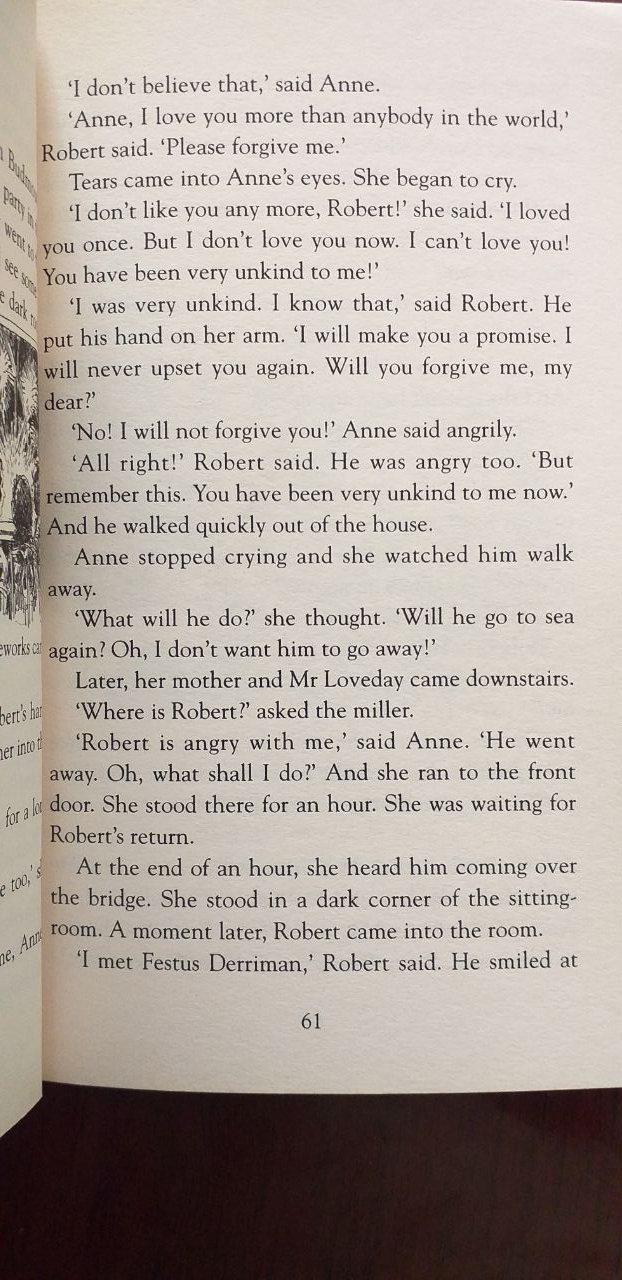 ‘I don’t believe that,’ said Anne.
‘Anne, I love you more than anybody in the world,’
Robert said. ‘Please forgive me.’
Tears came into Anne’s eyes. She began to cry.
‘I don’t like you any more, Robert!’ she said. ‘I loved
you once. But I don’t love you now. I can’t love you!
You have been very unkind to me!’
‘I was very unkind. I know that,’ said Robert. He
put his hand on her arm. ‘I will make you a promise. I
will never upset you again. Will you forgive me, my
dear?’
‘No! I will not forgive you!’ Anne said angrily.
‘All right!’ Robert said. He was angry too. ‘But
remember this. You have been very unkind to me now.’
And he walked quickly out of the house.
Anne stopped crying and she watched him walk
away.
‘What will he do?’ she thought. ‘Will he go to sea
again? Oh, I don’t want him to go away!’
Later, her mother and Mr Loveday came downstairs.
‘Where is Robert?’ asked the miller.
‘Robert is angry with me,’ said Anne. ‘He went
away. Oh, what shall I do?’ And she ran to the front
door. She stood there for an hour. She was waiting for
Robert’s return.
At the end of an hour, she heard him coming over
the bridge. She stood in a dark corner of the sitting-
room. A moment later, Robert came into the room.
‘I met Festus Derriman,’ Robert said. He smiled at
61
party in
went to
see some
dark
for a
too,’